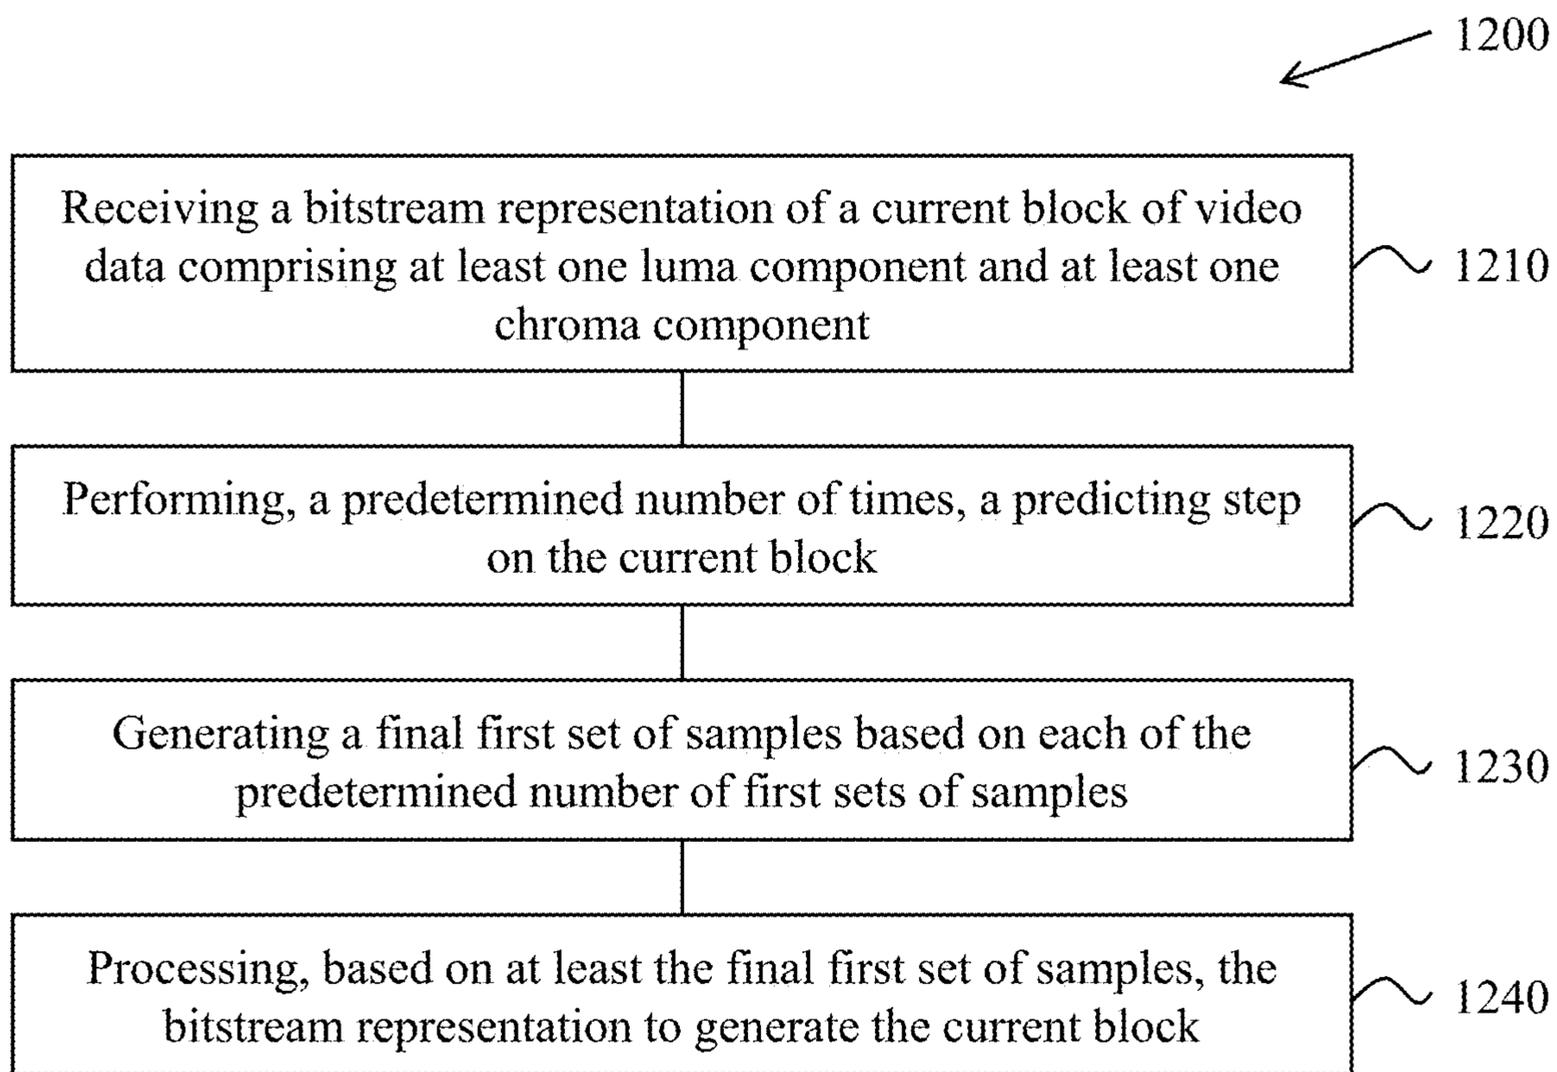 1200
Receiving a bitstream representation of a current block of video
data comprising at least one luma component and at least one
chroma component
1210
Performing, a predetermined number of times, a predicting step
on the current block
1220
Generating a final first set of samples based on each of the
predetermined number of first sets of samples
1230
Processing, based on at least the final first set of samples, the
bitstream representation to generate the current block
1240